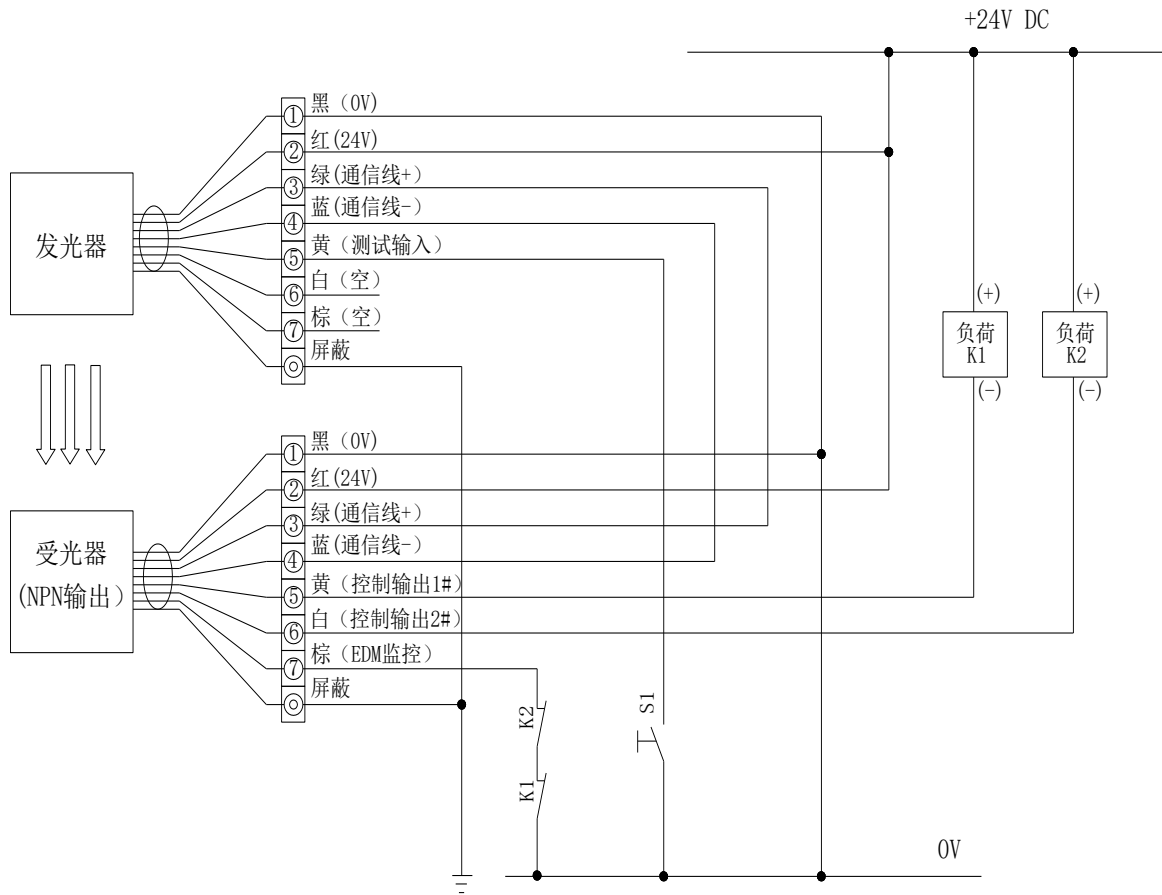 +24V DC
发光器
① 黑（0V)
② 红(24V)
③ 绿(通信线+)
④ 蓝(通信线-)
⑤ 黄（测试输入）
⑥ 白（空）
⑦ 棕（空）
◎ 屏蔽
(+)
(+)
负荷
K1
负荷
K2
(-)
(-)
受光器
(NPN输出）
① 黑（0V)
② 红(24V)
③ 绿(通信线+)
④ 蓝(通信线-)
⑤ 黄（控制输出1#)
⑥ 白（控制输出2#)
⑦ 棕（EDM监控）
◎ 屏蔽
K2
K1
S1
0V